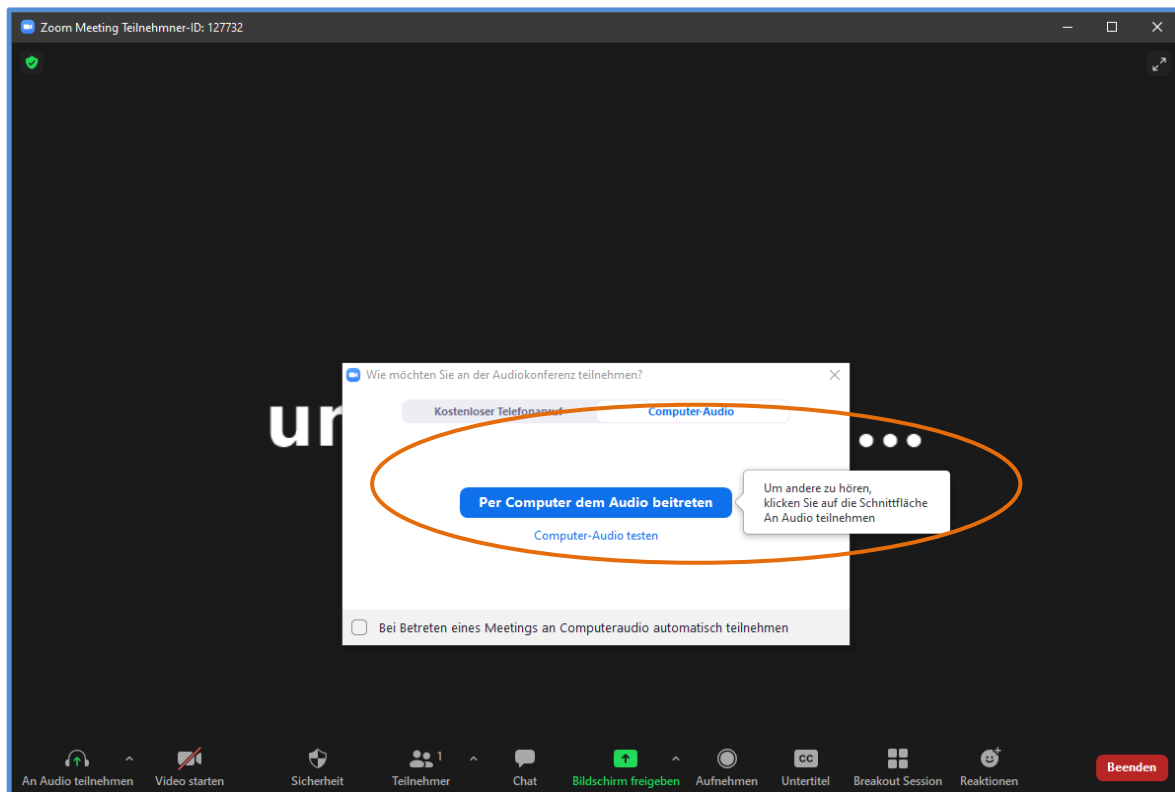 Zoom Meeting Teilnehmner-ID: 127732
Wie möchten Sie an der Audiokonferenz teilnehmen?
Kostenloser Telefonanruf Computer-Audio
...
Per Computer dem Audio beitreten
Um andere zu hören,
klicken Sie auf die Schnittfläche
An Audio teilnehmen
Computer-Audio testen
Bei Betreten eines Meetings an Computeraudio automatisch teilnehmen
1
An Audio teilnehmen Video starten Sicherheit Teilnehmer Chat Bildschirm freigeben Aufnehmen CC Untertitel Breakout Session Reaktionen Beenden